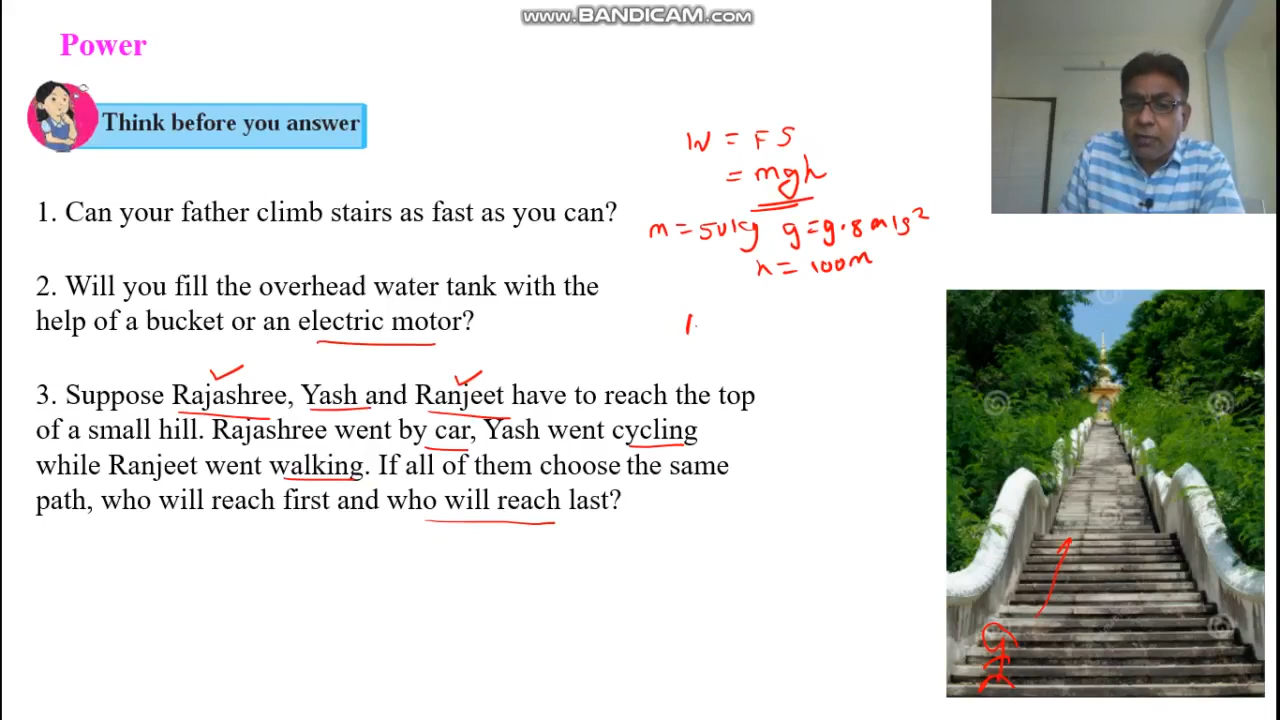 www.BANDICAM.com
Power
Think before you answer
W = FS
= mgh
1. Can your father climb stairs as fast as you can?
m = 50kg g = 9.8 m/s²
h = 100m
2. Will you fill the overhead water tank with the
help of a bucket or an electric motor?
3. Suppose Rajashree, Yash and Ranjeet have to reach the top
of a small hill. Rajashree went by car, Yash went cycling
while Ranjeet went walking. If all of them choose the same
path, who will reach first and who will reach last?